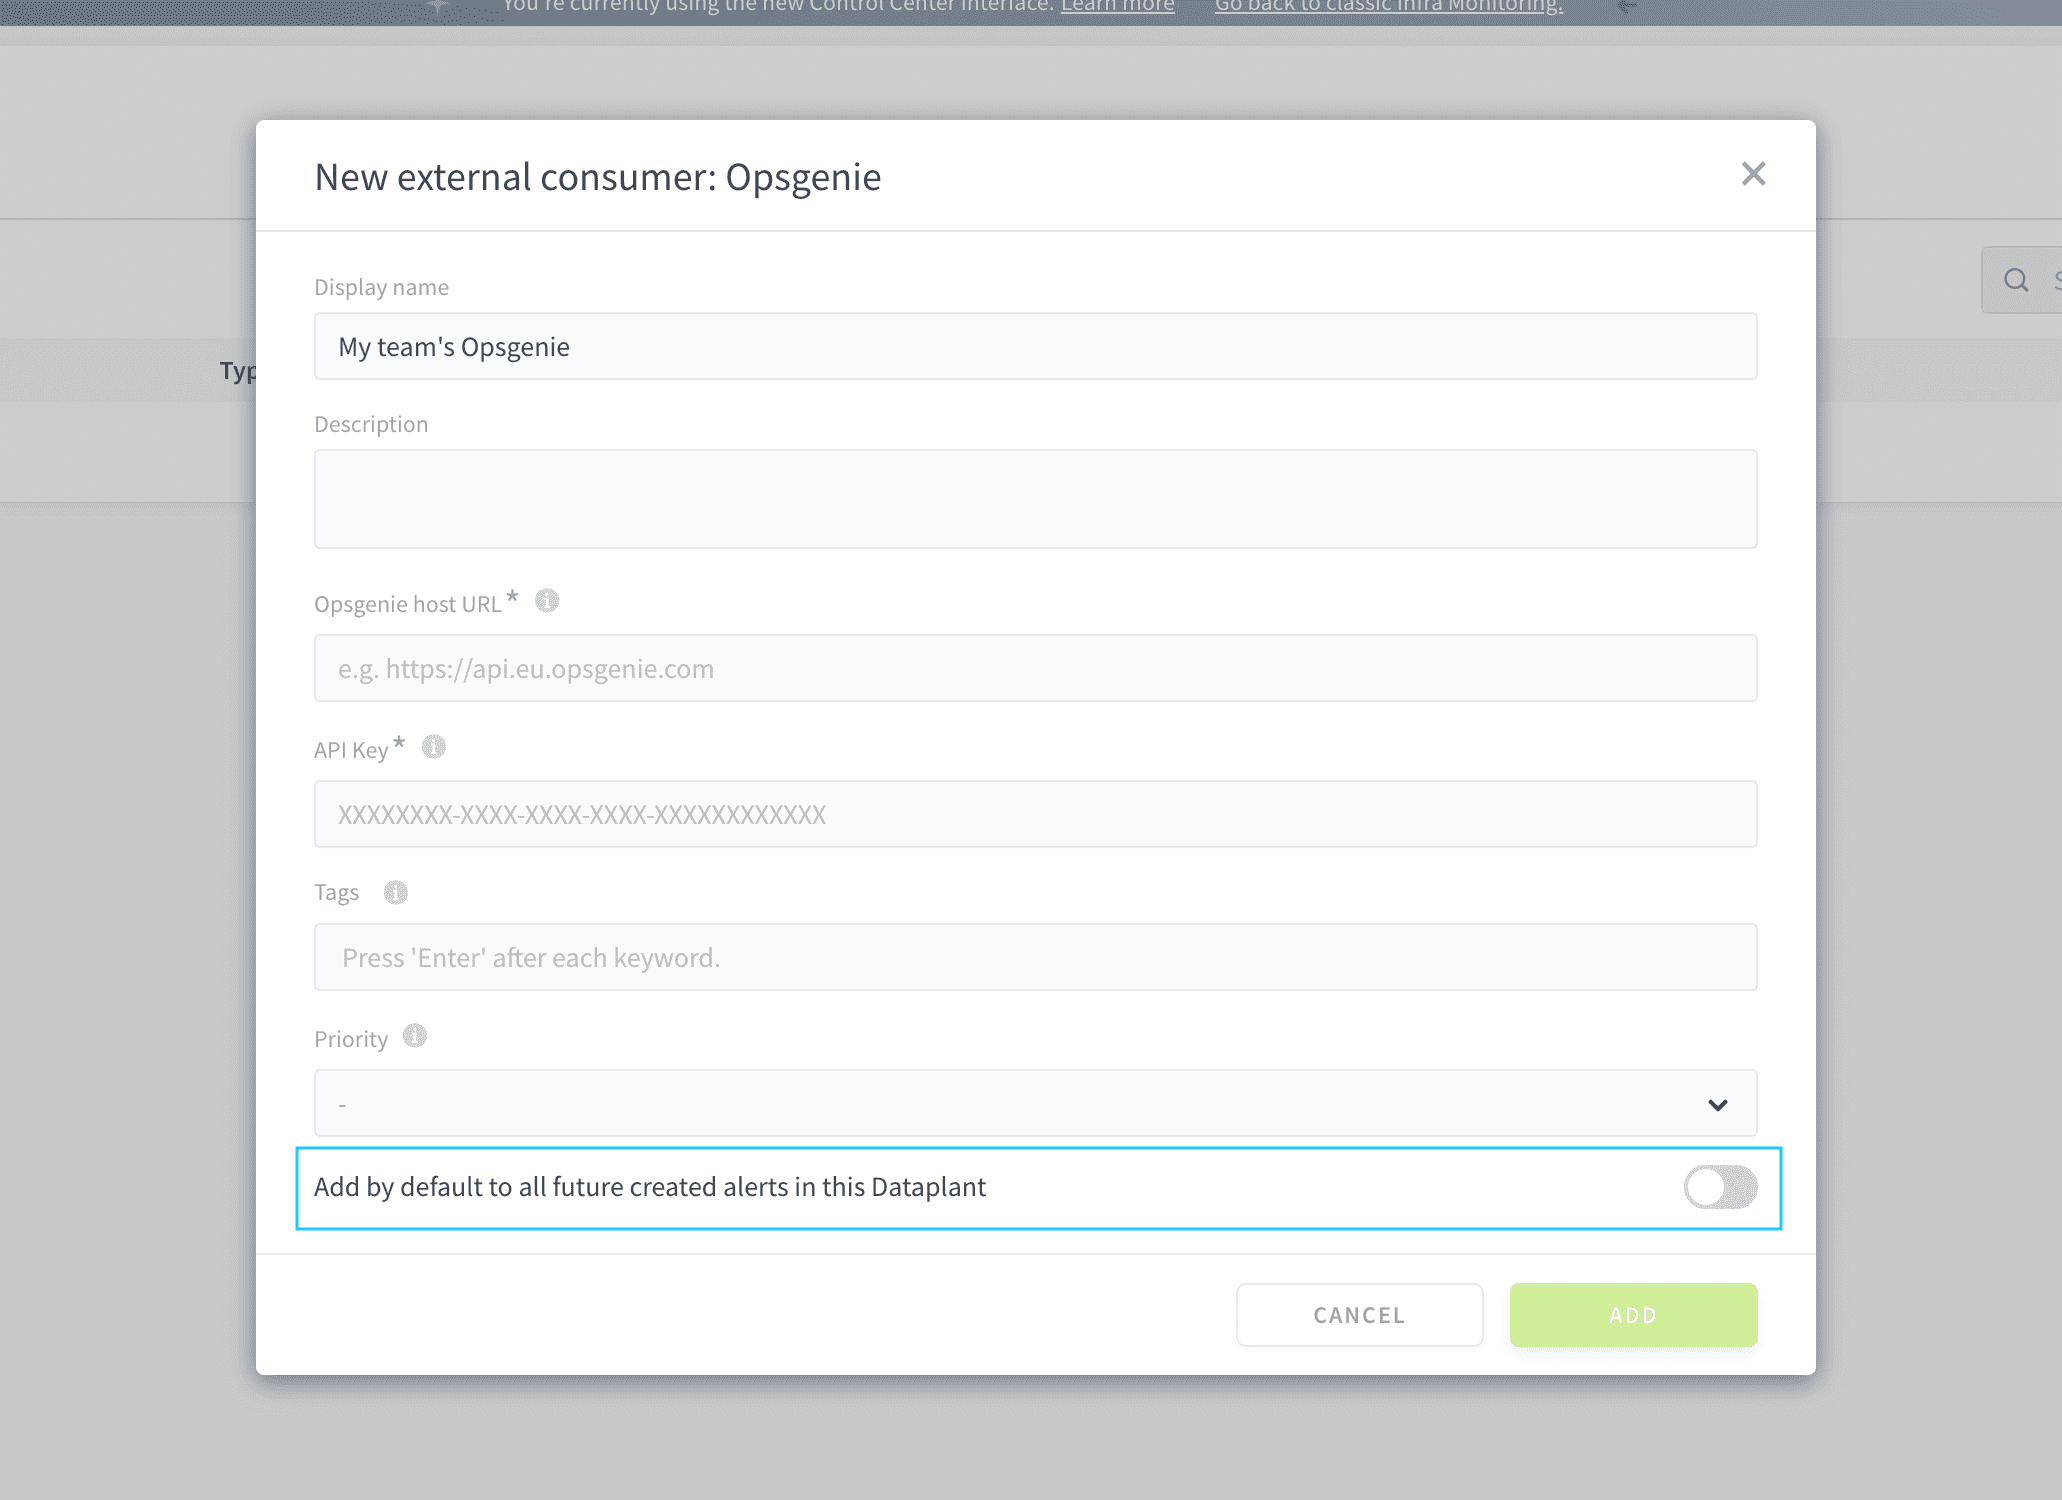 You're currently using the new Control Center interface. Learn more Go back to classic Infra Monitoring.
New external consumer: Opsgenie
Display name
My team's Opsgenie
Description
Opsgenie host URL *
e.g. https://api.eu.opsgenie.com
API Key *
XXXXXXXX-XXXX-XXXX-XXXX-XXXXXXXXXXXX
Tags
Press 'Enter' after each keyword.
Priority
-
Add by default to all future created alerts in this Dataplant
CANCEL
ADD